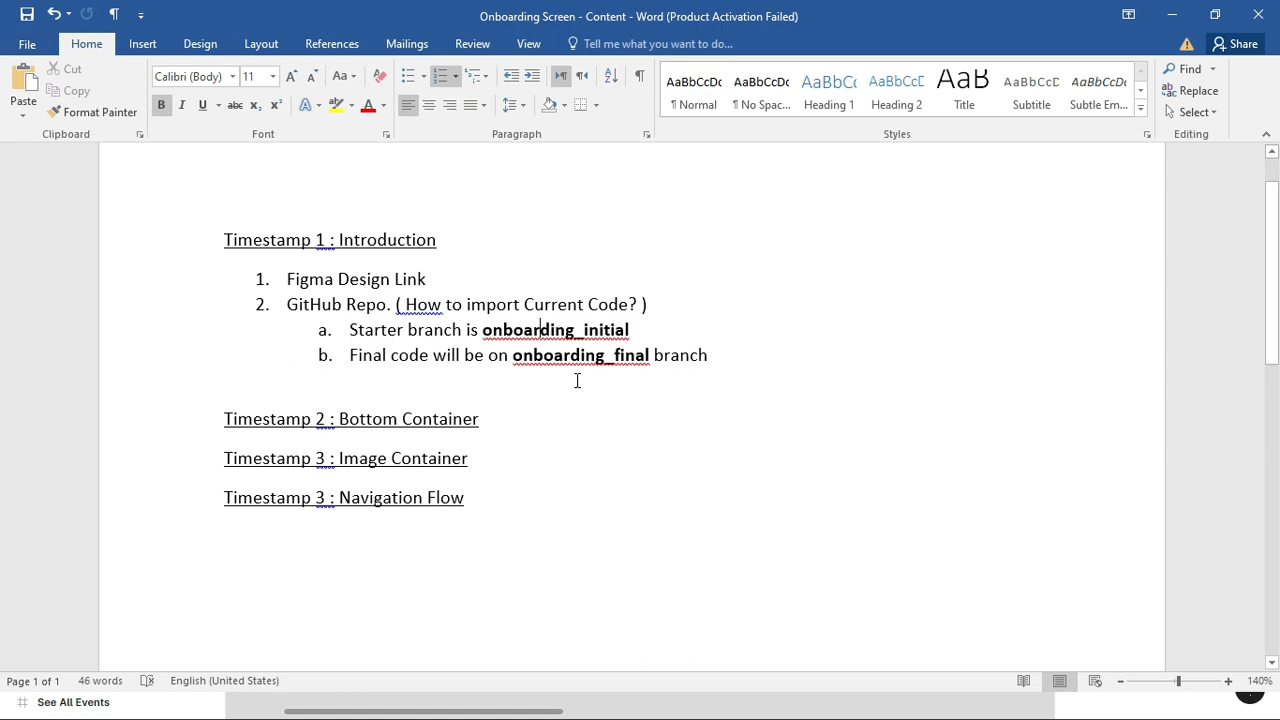 Onboarding Screen - Content - Word (Product Activation Failed)
File Home Insert Design Layout References Mailings Review View Tell me what you want to do... Share
Paste
Cut
Copy
Format Painter
Clipboard
Calibri (Body) 11
Font
Paragraph
AaBbCcDc AaBbCcDc AaBbCc AaBbCcD AaB AaBbCcD AaBbCcDc
¶ Normal ¶ No Spac... Heading 1 Heading 2 Title Subtitle Subtle Em...
Styles
Find
Replace
Select
Editing
Timestamp 1 : Introduction
1. Figma Design Link
2. GitHub Repo. ( How to import Current Code? )
a. Starter branch is onboarding_initial
b. Final code will be on onboarding_final branch
Timestamp 2 : Bottom Container
Timestamp 3 : Image Container
Timestamp 3 : Navigation Flow
Page 1 of 1 46 words English (United States) 140%
# See All Events